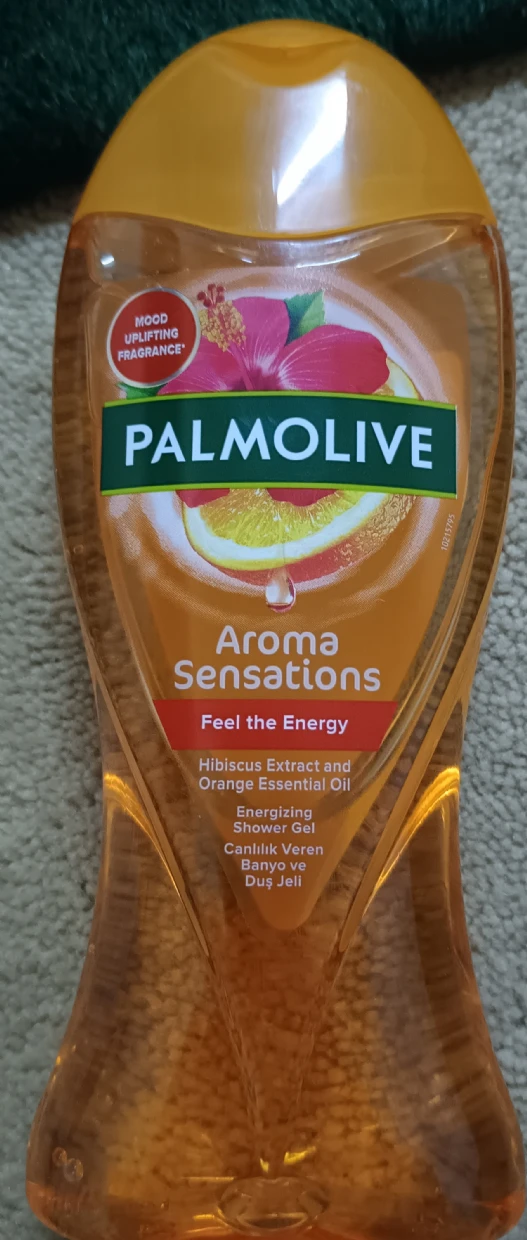 MOOD
UPLIFTING
FRAGRANCE*
PALMOLIVE
10215795
Aroma
Sensations
Feel the Energy
Hibiscus Extract and
Orange Essential Oil
Energizing
Shower Gel
Canlılık Veren
Banyo ve
Duş Jeli